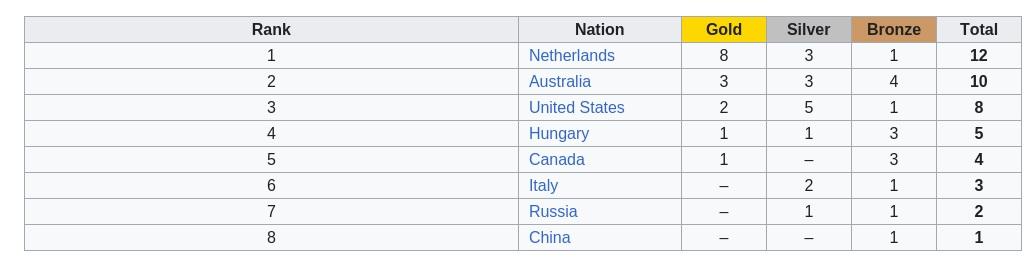 Rank Nation Gold Silver Bronze Total
1 Netherlands 8 3 1 12
2 Australia 3 3 4 10
3 United States 2 5 1 8
4 Hungary 1 1 3 5
5 Canada 1 – 3 4
6 Italy – 2 1 3
7 Russia – 1 1 2
8 China – – 1 1